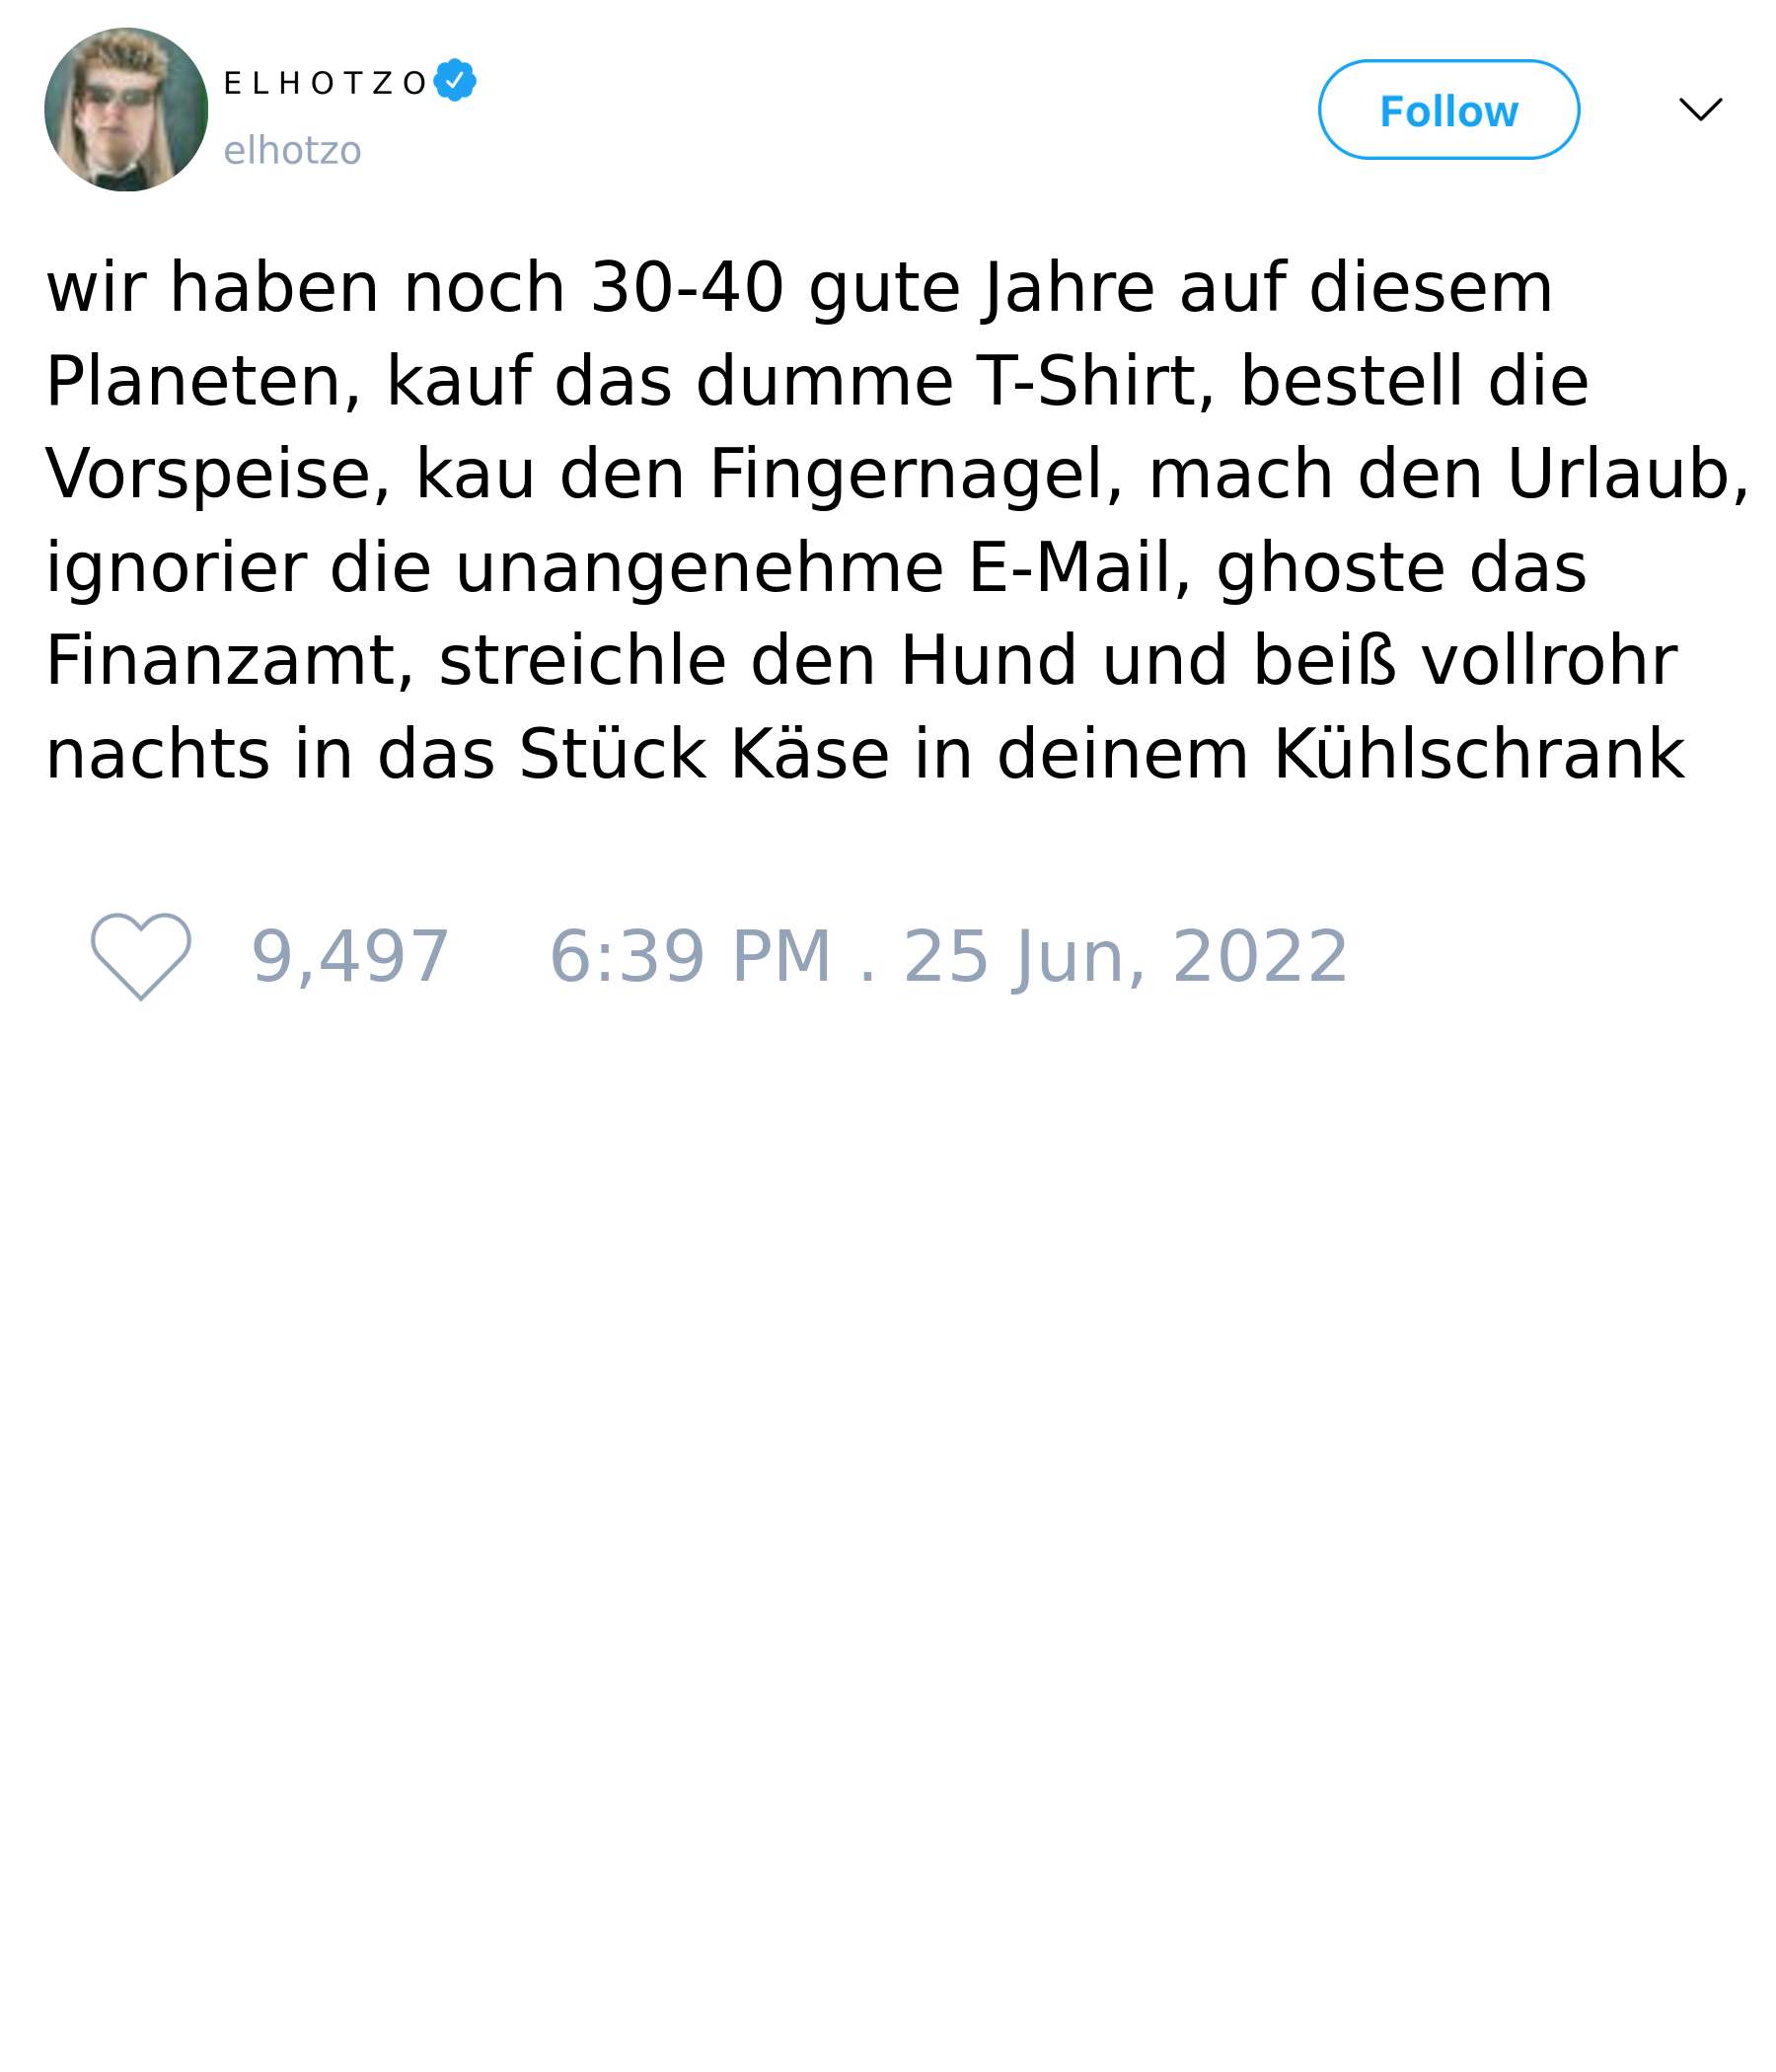 ELHOTZO
elhotzo
Follow
wir haben noch 30-40 gute Jahre auf diesem
Planeten, kauf das dumme T-Shirt, bestell die
Vorspeise, kau den Fingernagel, mach den Urlaub,
ignorier die unangenehme E-Mail, ghoste das
Finanzamt, streichle den Hund und beiß vollrohr
nachts in das Stück Käse in deinem Kühlschrank
9,497 6:39 PM . 25 Jun, 2022